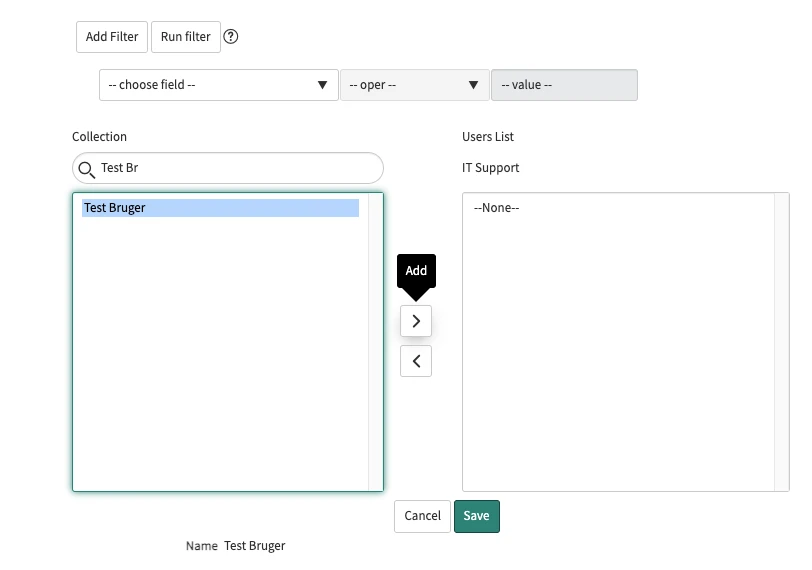 Add Filter Run filter ?
-- choose field -- -- oper -- -- value --
Collection Users List
Test Br IT Support
Test Bruger --None--
Add
Cancel Save
Name Test Bruger